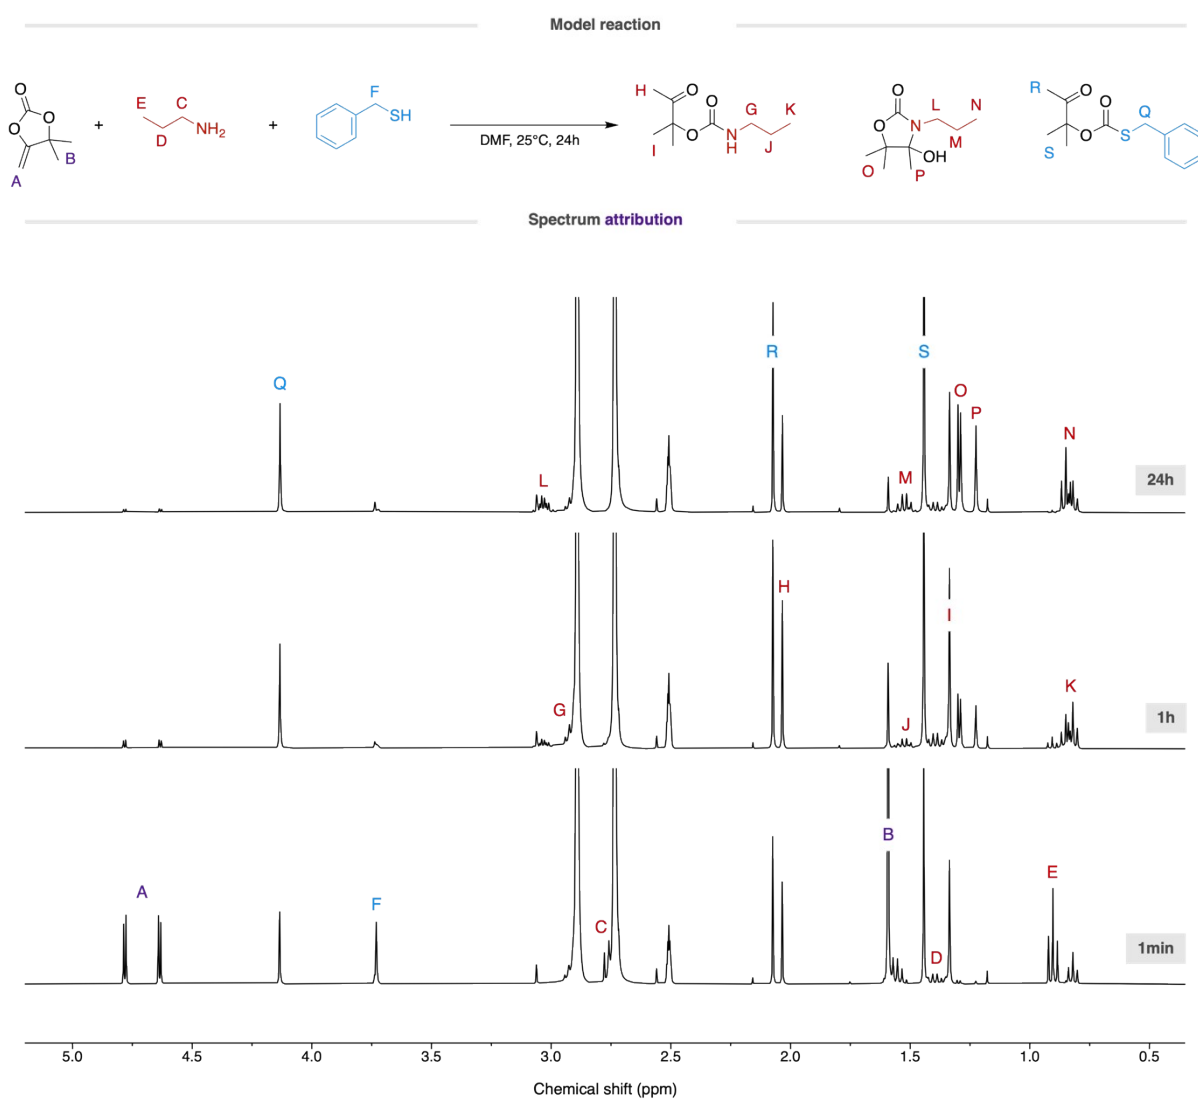 Model reaction
O
O
O
A
B
+
E
C
D
NH2
+
F
SH
DMF, 25°C, 24h
H
O
O
O
N
H
G
K
I
J
O
O
N
OH
L
N
M
O
P
R
O
O
O
S
Q
S
Spectrum attribution
Q
L
R
S
M
O
P
N
24h
G
H
J
I
K
1h
A
F
C
B
D
E
1min
5.0 4.5 4.0 3.5 3.0 2.5 2.0 1.5 1.0 0.5
Chemical shift (ppm)